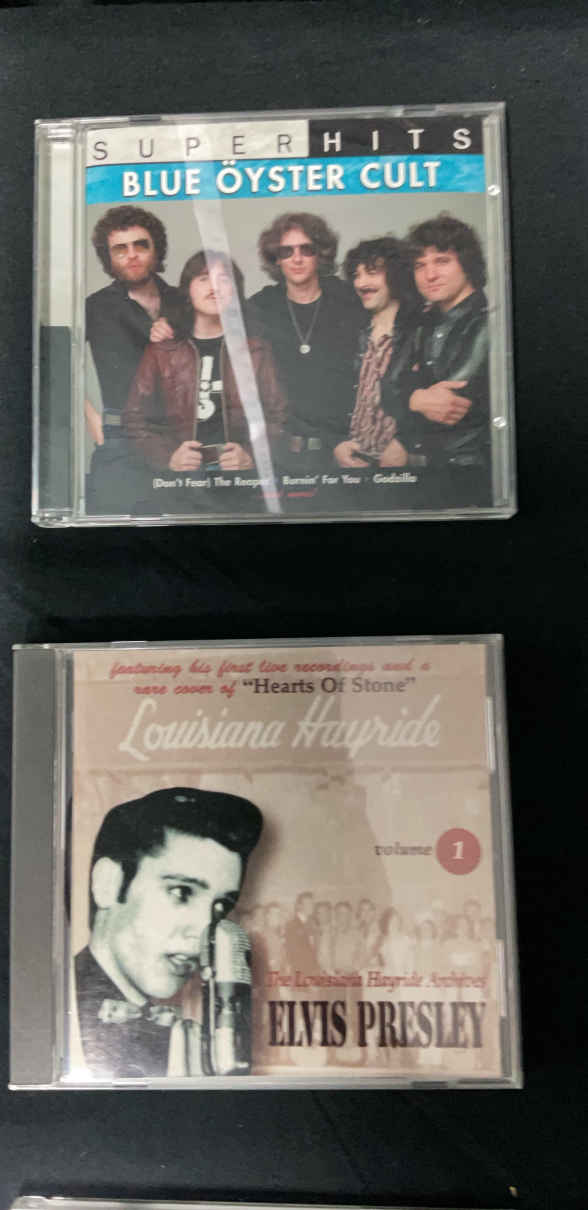 SUPER HITS
BLUE ÖYSTER CULT
(Don't Fear) The Reaper · Burnin' For You · Godzilla
featuring his first live recordings and a
rare cover of "Hearts Of Stone"
Louisiana Hayride
volume 1
The Louisiana Hayride Archives
ELVIS PRESLEY